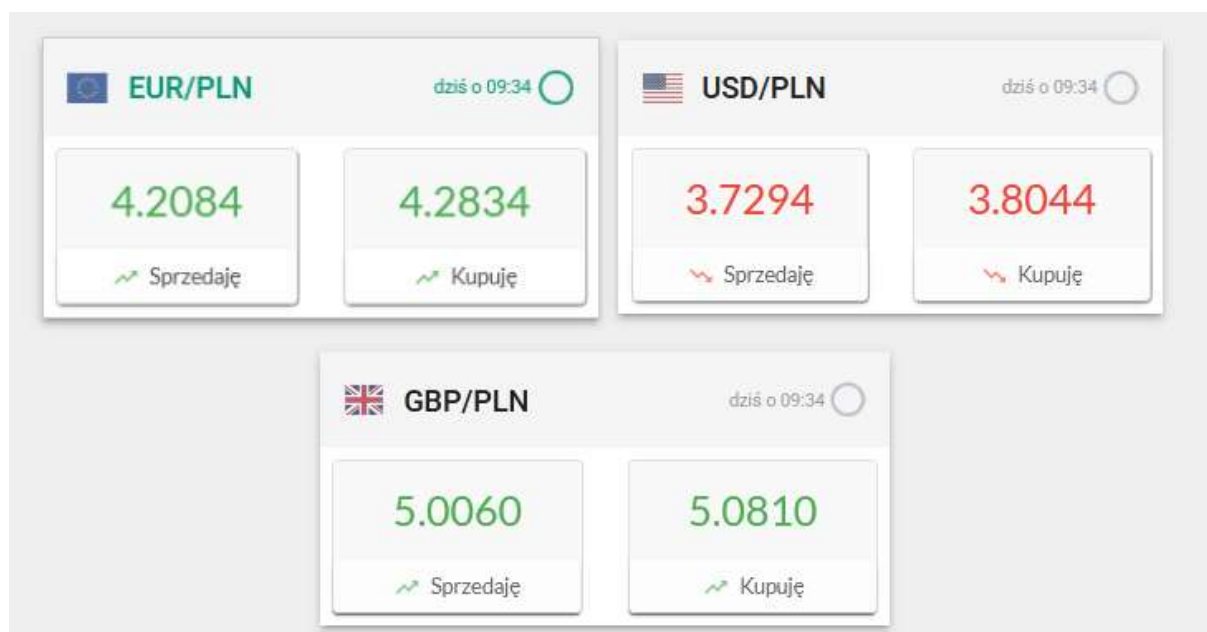 EUR/PLN dziś o 09:34
USD/PLN dziś o 09:34
4.2084 4.2834
3.7294 3.8044
Sprzedaję Kupuję
Sprzedaję Kupuję
GBP/PLN dziś o 09:34
5.0060 5.0810
Sprzedaję Kupuję